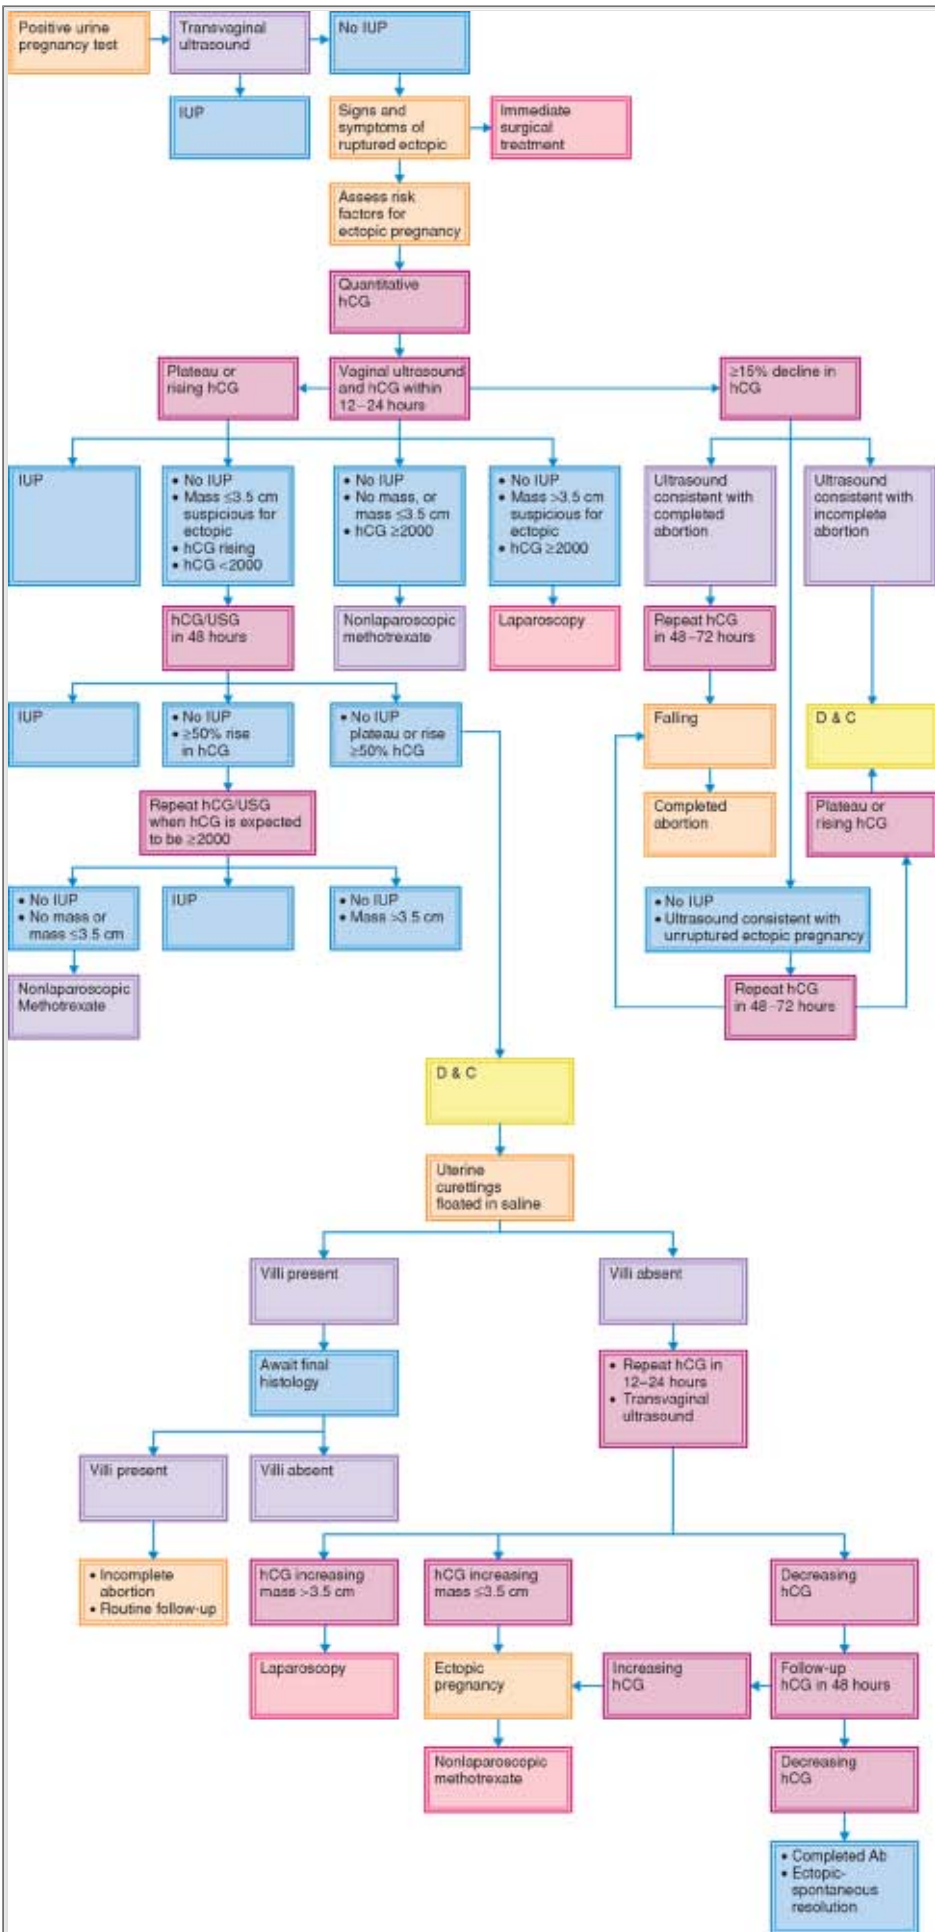 Positive urine
pregnancy test
Transvaginal
ultrasound
No IUP
IUP
Signs and
symptoms of
ruptured ectopic
Immediate
surgical
treatment
Assess risk
factors for
ectopic pregnancy
Quantitative
hCG
Plateau or
rising hCG
Vaginal ultrasound
and hCG within
12–24 hours
≥15% decline in
hCG
IUP
• No IUP
• Mass ≤3.5 cm
suspicious for
ectopic
• hCG rising
• hCG <2000
• No IUP
• No mass, or
mass ≤3.5 cm
• hCG ≥2000
• No IUP
• Mass >3.5 cm
suspicious for
ectopic
• hCG ≥2000
Ultrasound
consistent with
completed
abortion
Ultrasound
consistent with
incomplete
abortion
hCG/USG
in 48 hours
Nonlaparoscopic
methotrexate
Laparoscopy
Repeat hCG
in 48–72 hours
IUP
• No IUP
• ≥50% rise
in hCG
• No IUP
plateau or rise
≥50% hCG
Falling
D & C
Repeat hCG/USG
when hCG is expected
to be ≥2000
Completed
abortion
Plateau or
rising hCG
• No IUP
• No mass or
mass ≤3.5 cm
IUP
• No IUP
• Mass >3.5 cm
• No IUP
• Ultrasound consistent with
unruptured ectopic pregnancy
Nonlaparoscopic
Methotrexate
Repeat hCG
in 48–72 hours
D & C
Uterine
curettings
floated in saline
Villi present
Villi absent
Await final
histology
• Repeat hCG in
12–24 hours
• Transvaginal
ultrasound
Villi present
Villi absent
• Incomplete
abortion
• Routine follow-up
hCG increasing
mass >3.5 cm
hCG increasing
mass ≤3.5 cm
Decreasing
hCG
Laparoscopy
Ectopic
pregnancy
Increasing
hCG
Follow-up
hCG in 48 hours
Nonlaparoscopic
methotrexate
Decreasing
hCG
• Completed Ab
• Ectopic-
spontaneous
resolution